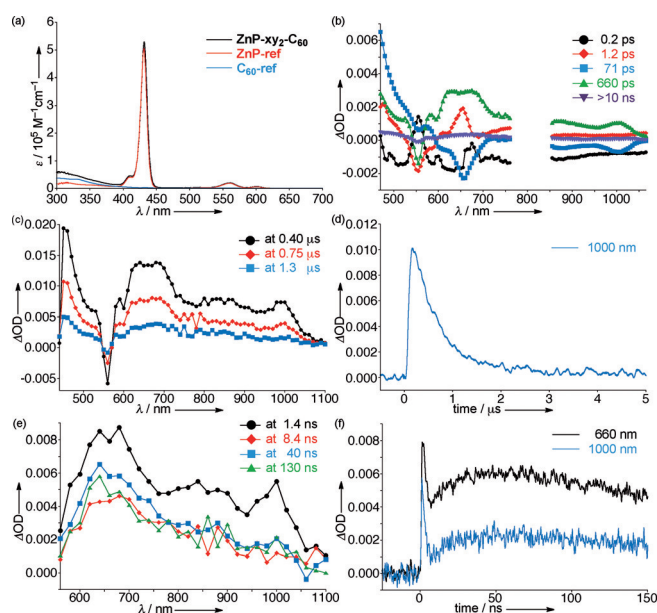 (a)
ZnP-xy₂-C₆₀
ZnP-ref
C₆₀-ref
ε / 10⁵ M⁻¹cm⁻¹
6
5
4
3
2
1
0
300 350 400 450 500 550 600 650 700
λ / nm
(b)
0.2 ps
1.2 ps
71 ps
660 ps
>10 ns
ΔOD
0.006
0.004
0.002
0.000
-0.002
500 600 700 800 900 1000
λ / nm
(c)
at 0.40 μs
at 0.75 μs
at 1.3 μs
ΔOD
0.020
0.015
0.010
0.005
0.000
-0.005
500 600 700 800 900 1000 1100
λ / nm
(d)
1000 nm
ΔOD
0.012
0.010
0.008
0.006
0.004
0.002
0.000
0 1 2 3 4 5
time / μs
(e)
at 1.4 ns
at 8.4 ns
at 40 ns
at 130 ns
ΔOD
0.008
0.006
0.004
0.002
0.000
600 700 800 900 1000 1100
λ / nm
(f)
660 nm
1000 nm
ΔOD
0.008
0.006
0.004
0.002
0.000
0 50 100 150
time / ns